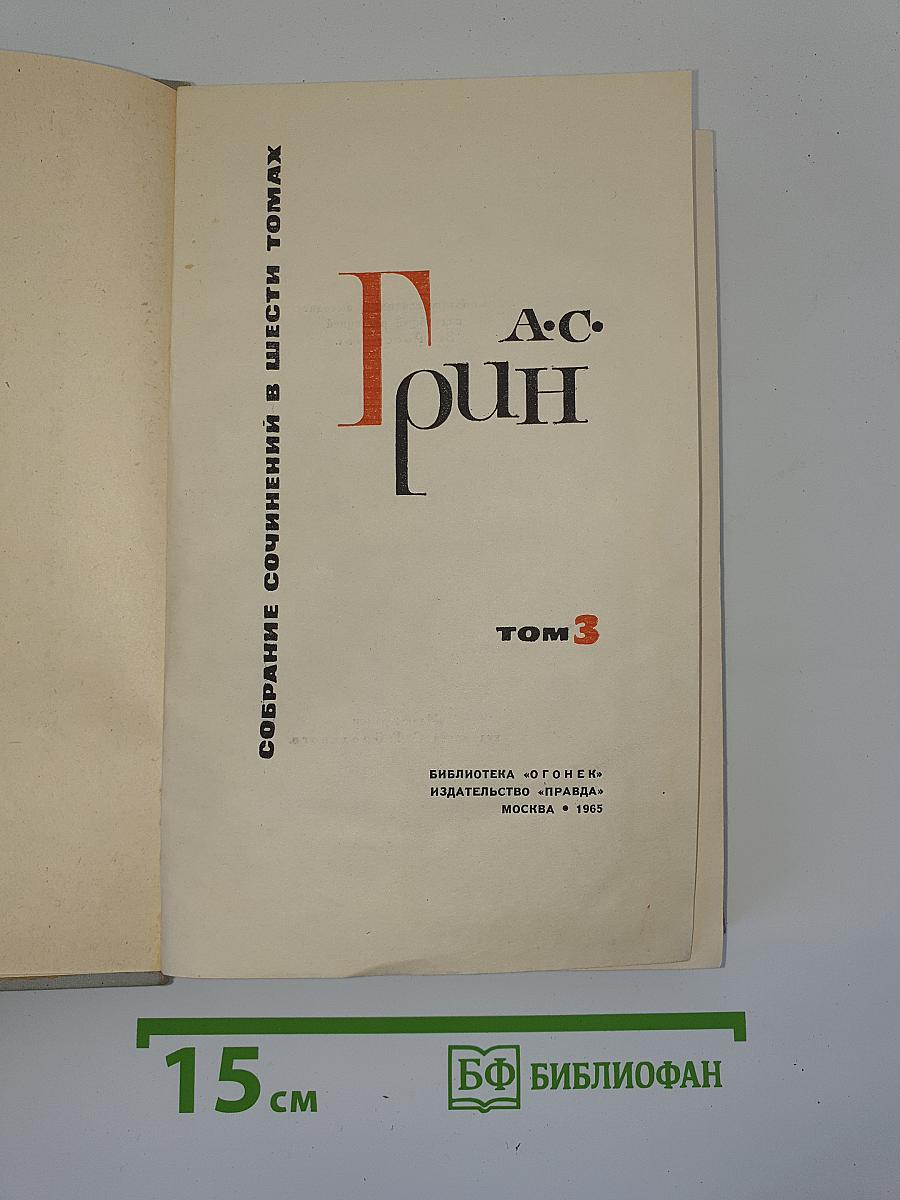 СОБРАНИЕ СОЧИНЕНИЙ В ШЕСТИ ТОМАХ
А·С·
Грин
ТОМ 3
БИБЛИОТЕКА «ОГОНЕК»
ИЗДАТЕЛЬСТВО «ПРАВДА»
МОСКВА • 1965
15 см
БФ БИБЛИОФАН